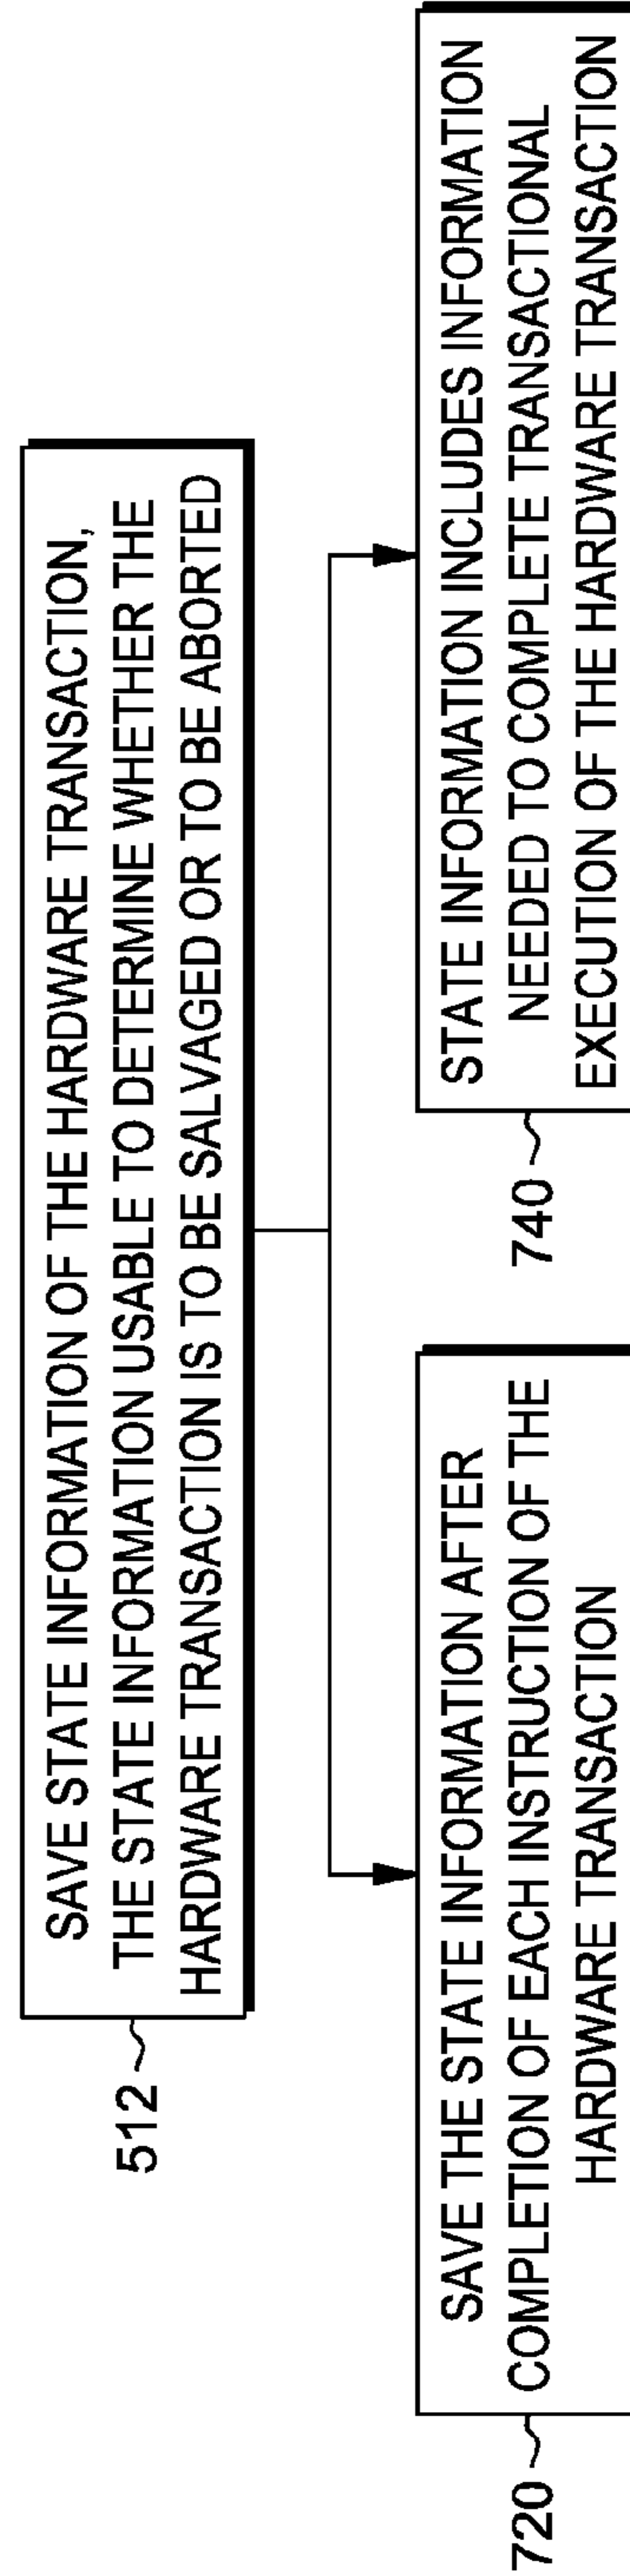 SAVE STATE INFORMATION OF THE HARDWARE TRANSACTION,
THE STATE INFORMATION USABLE TO DETERMINE WHETHER THE
HARDWARE TRANSACTION IS TO BE SALVAGED OR TO BE ABORTED
512
SAVE THE STATE INFORMATION AFTER
COMPLETION OF EACH INSTRUCTION OF THE
HARDWARE TRANSACTION
720
STATE INFORMATION INCLUDES INFORMATION
NEEDED TO COMPLETE TRANSACTIONAL
EXECUTION OF THE HARDWARE TRANSACTION
740